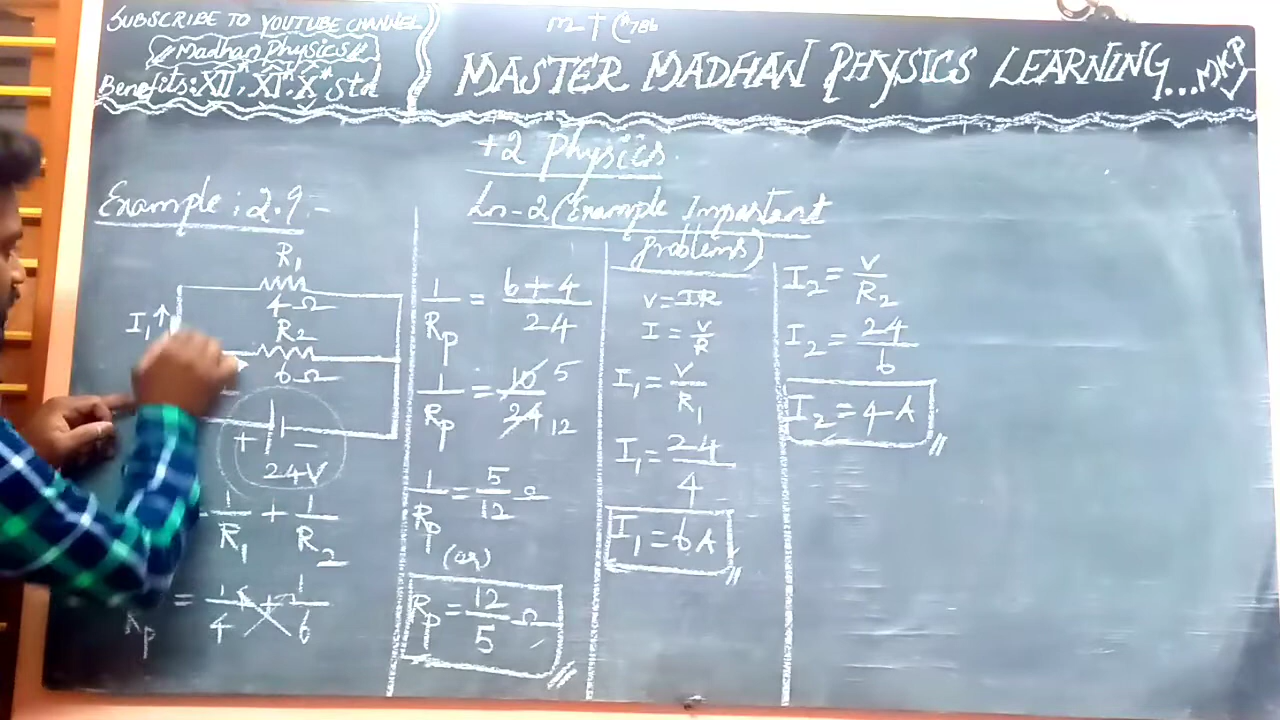 SUBSCRIBE TO YOUTUBE CHANNEL
"Madhan Physics"
Benefits: XII*, XI*, X* Std
MASTER MADHAN PHYSICS LEARNING...MKP
+2 Physics
Ln-2 (Example Important
Problems)
Example: 2.9:-
R1
4Ω
R2
I1↑
6Ω
+ -
24V
1/R1 + 1/R2
Rp = 1/4 + 1/6
1/Rp = 6+4/24
1/Rp = 10 5/24 12
1/Rp = 5/12 Ω
(or)
Rp = 12/5 Ω
V=IR
I = V/R
I1 = V/R1
I1 = 24/4
I1 = 6A
I2 = V/R2
I2 = 24/6
I2 = 4A